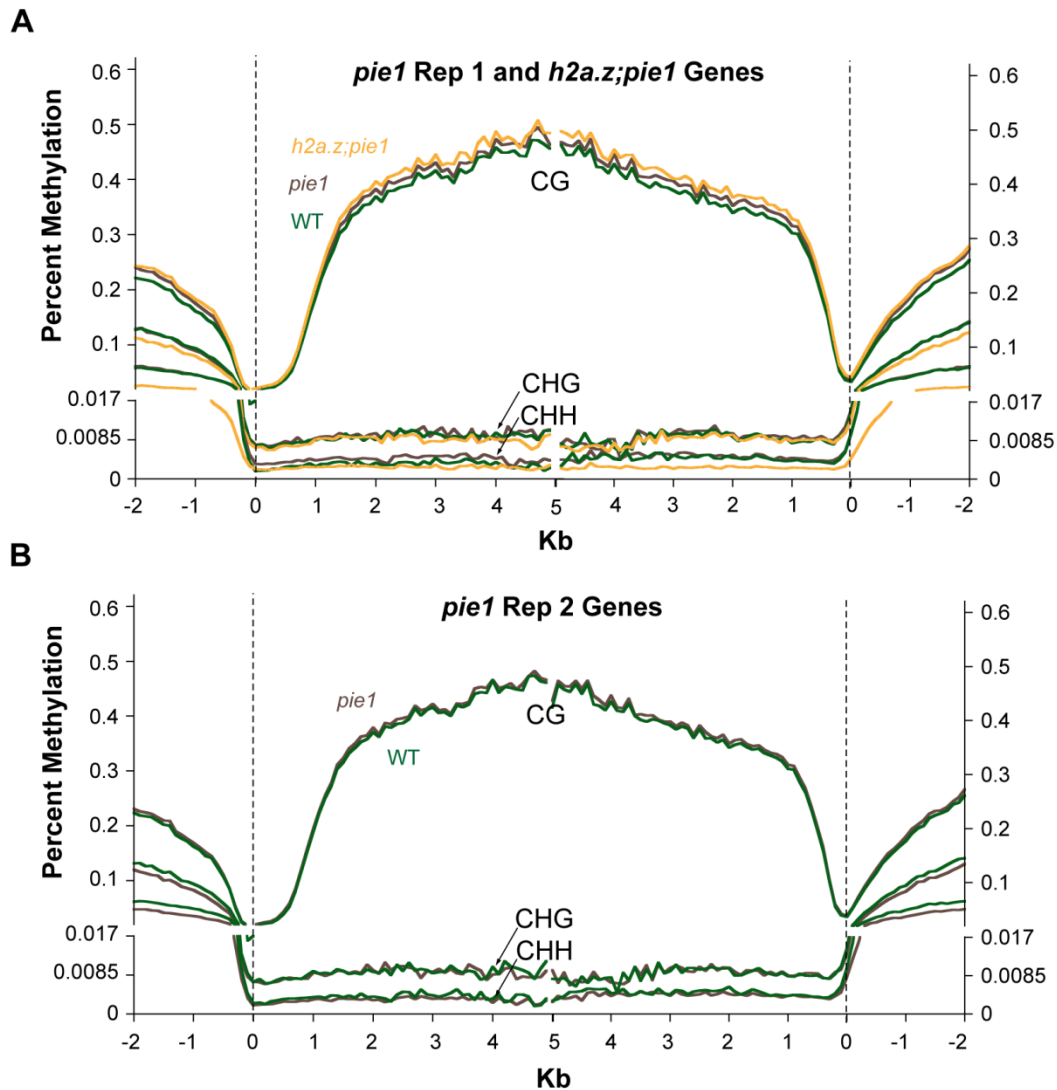 A
pie1 Rep 1 and h2a.z;pie1 Genes
Percent Methylation
0.6
0.5
0.4
0.3
0.2
0.1
0.017
0.0085
0
0.6
0.5
0.4
0.3
0.2
0.1
0.017
0.0085
0
h2a.z;pie1
pie1
WT
CG
CHG
CHH
-2 -1 0 1 2 3 4 5 4 3 2 1 0 -1 -2
Kb
B
pie1 Rep 2 Genes
Percent Methylation
0.6
0.5
0.4
0.3
0.2
0.1
0.017
0.0085
0
0.6
0.5
0.4
0.3
0.2
0.1
0.017
0.0085
0
pie1
WT
CG
CHG
CHH
-2 -1 0 1 2 3 4 5 4 3 2 1 0 -1 -2
Kb